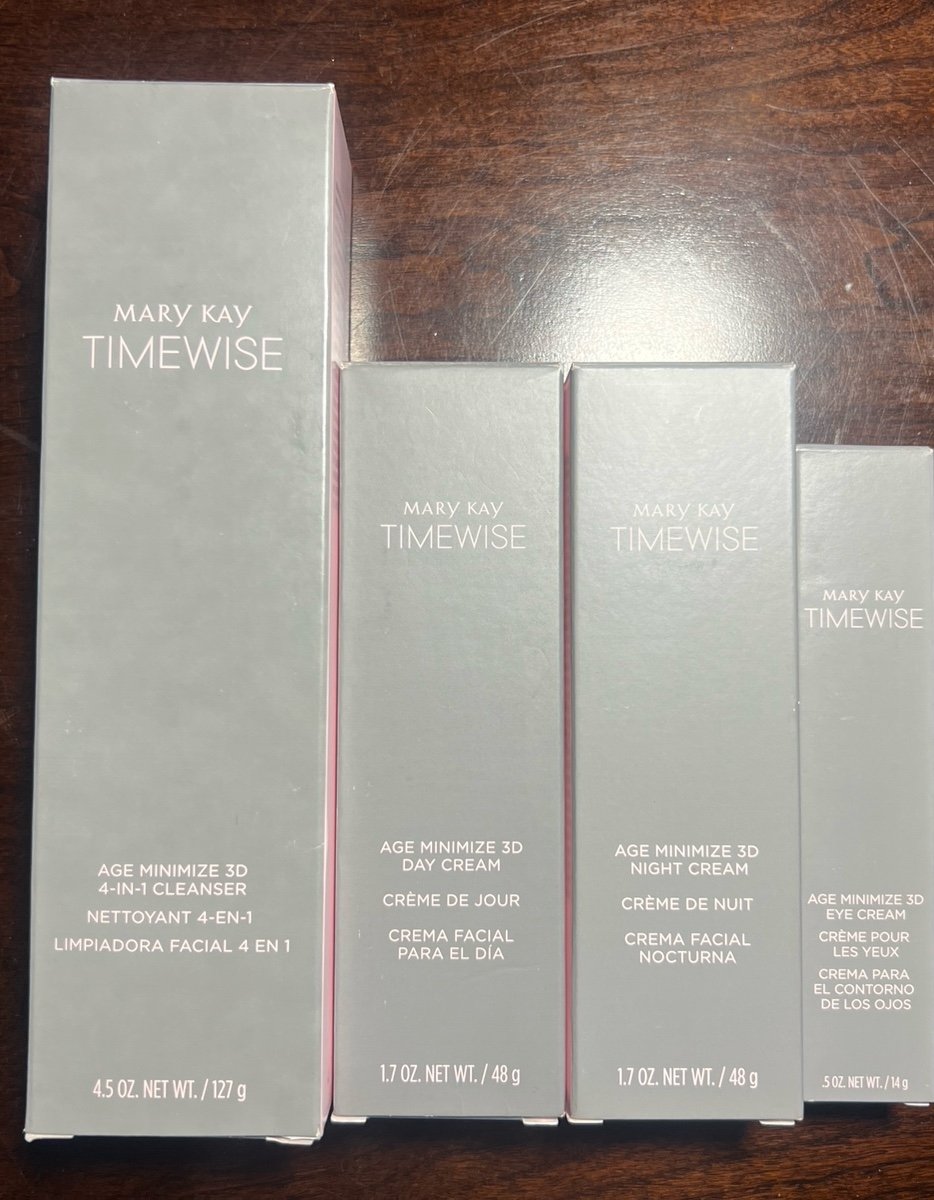 MARY KAY
TIMEWISE
AGE MINIMIZE 3D
4-IN-1 CLEANSER
NETTOYANT 4-EN-1
LIMPIADORA FACIAL 4 EN 1
4.5 OZ. NET WT. / 127 g
MARY KAY
TIMEWISE
AGE MINIMIZE 3D
DAY CREAM
CRÈME DE JOUR
CREMA FACIAL
PARA EL DÍA
1.7 OZ. NET WT. / 48 g
MARY KAY
TIMEWISE
AGE MINIMIZE 3D
NIGHT CREAM
CRÈME DE NUIT
CREMA FACIAL
NOCTURNA
1.7 OZ. NET WT. / 48 g
MARY KAY
TIMEWISE
AGE MINIMIZE 3D
EYE CREAM
CRÈME POUR
LES YEUX
CREMA PARA
EL CONTORNO
DE LOS OJOS
.5 OZ. NET WT. / 14 g